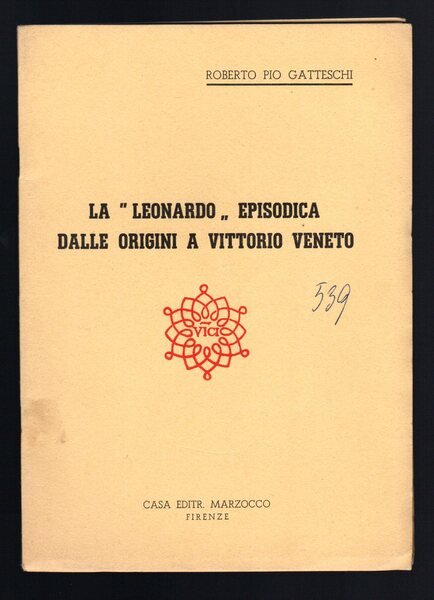 ROBERTO PIO GATTESCHI
LA " LEONARDO „ EPISODICA
DALLE ORIGINI A VITTORIO VENETO
539
VICI
CASA EDITR. MARZOCCO
FIRENZE